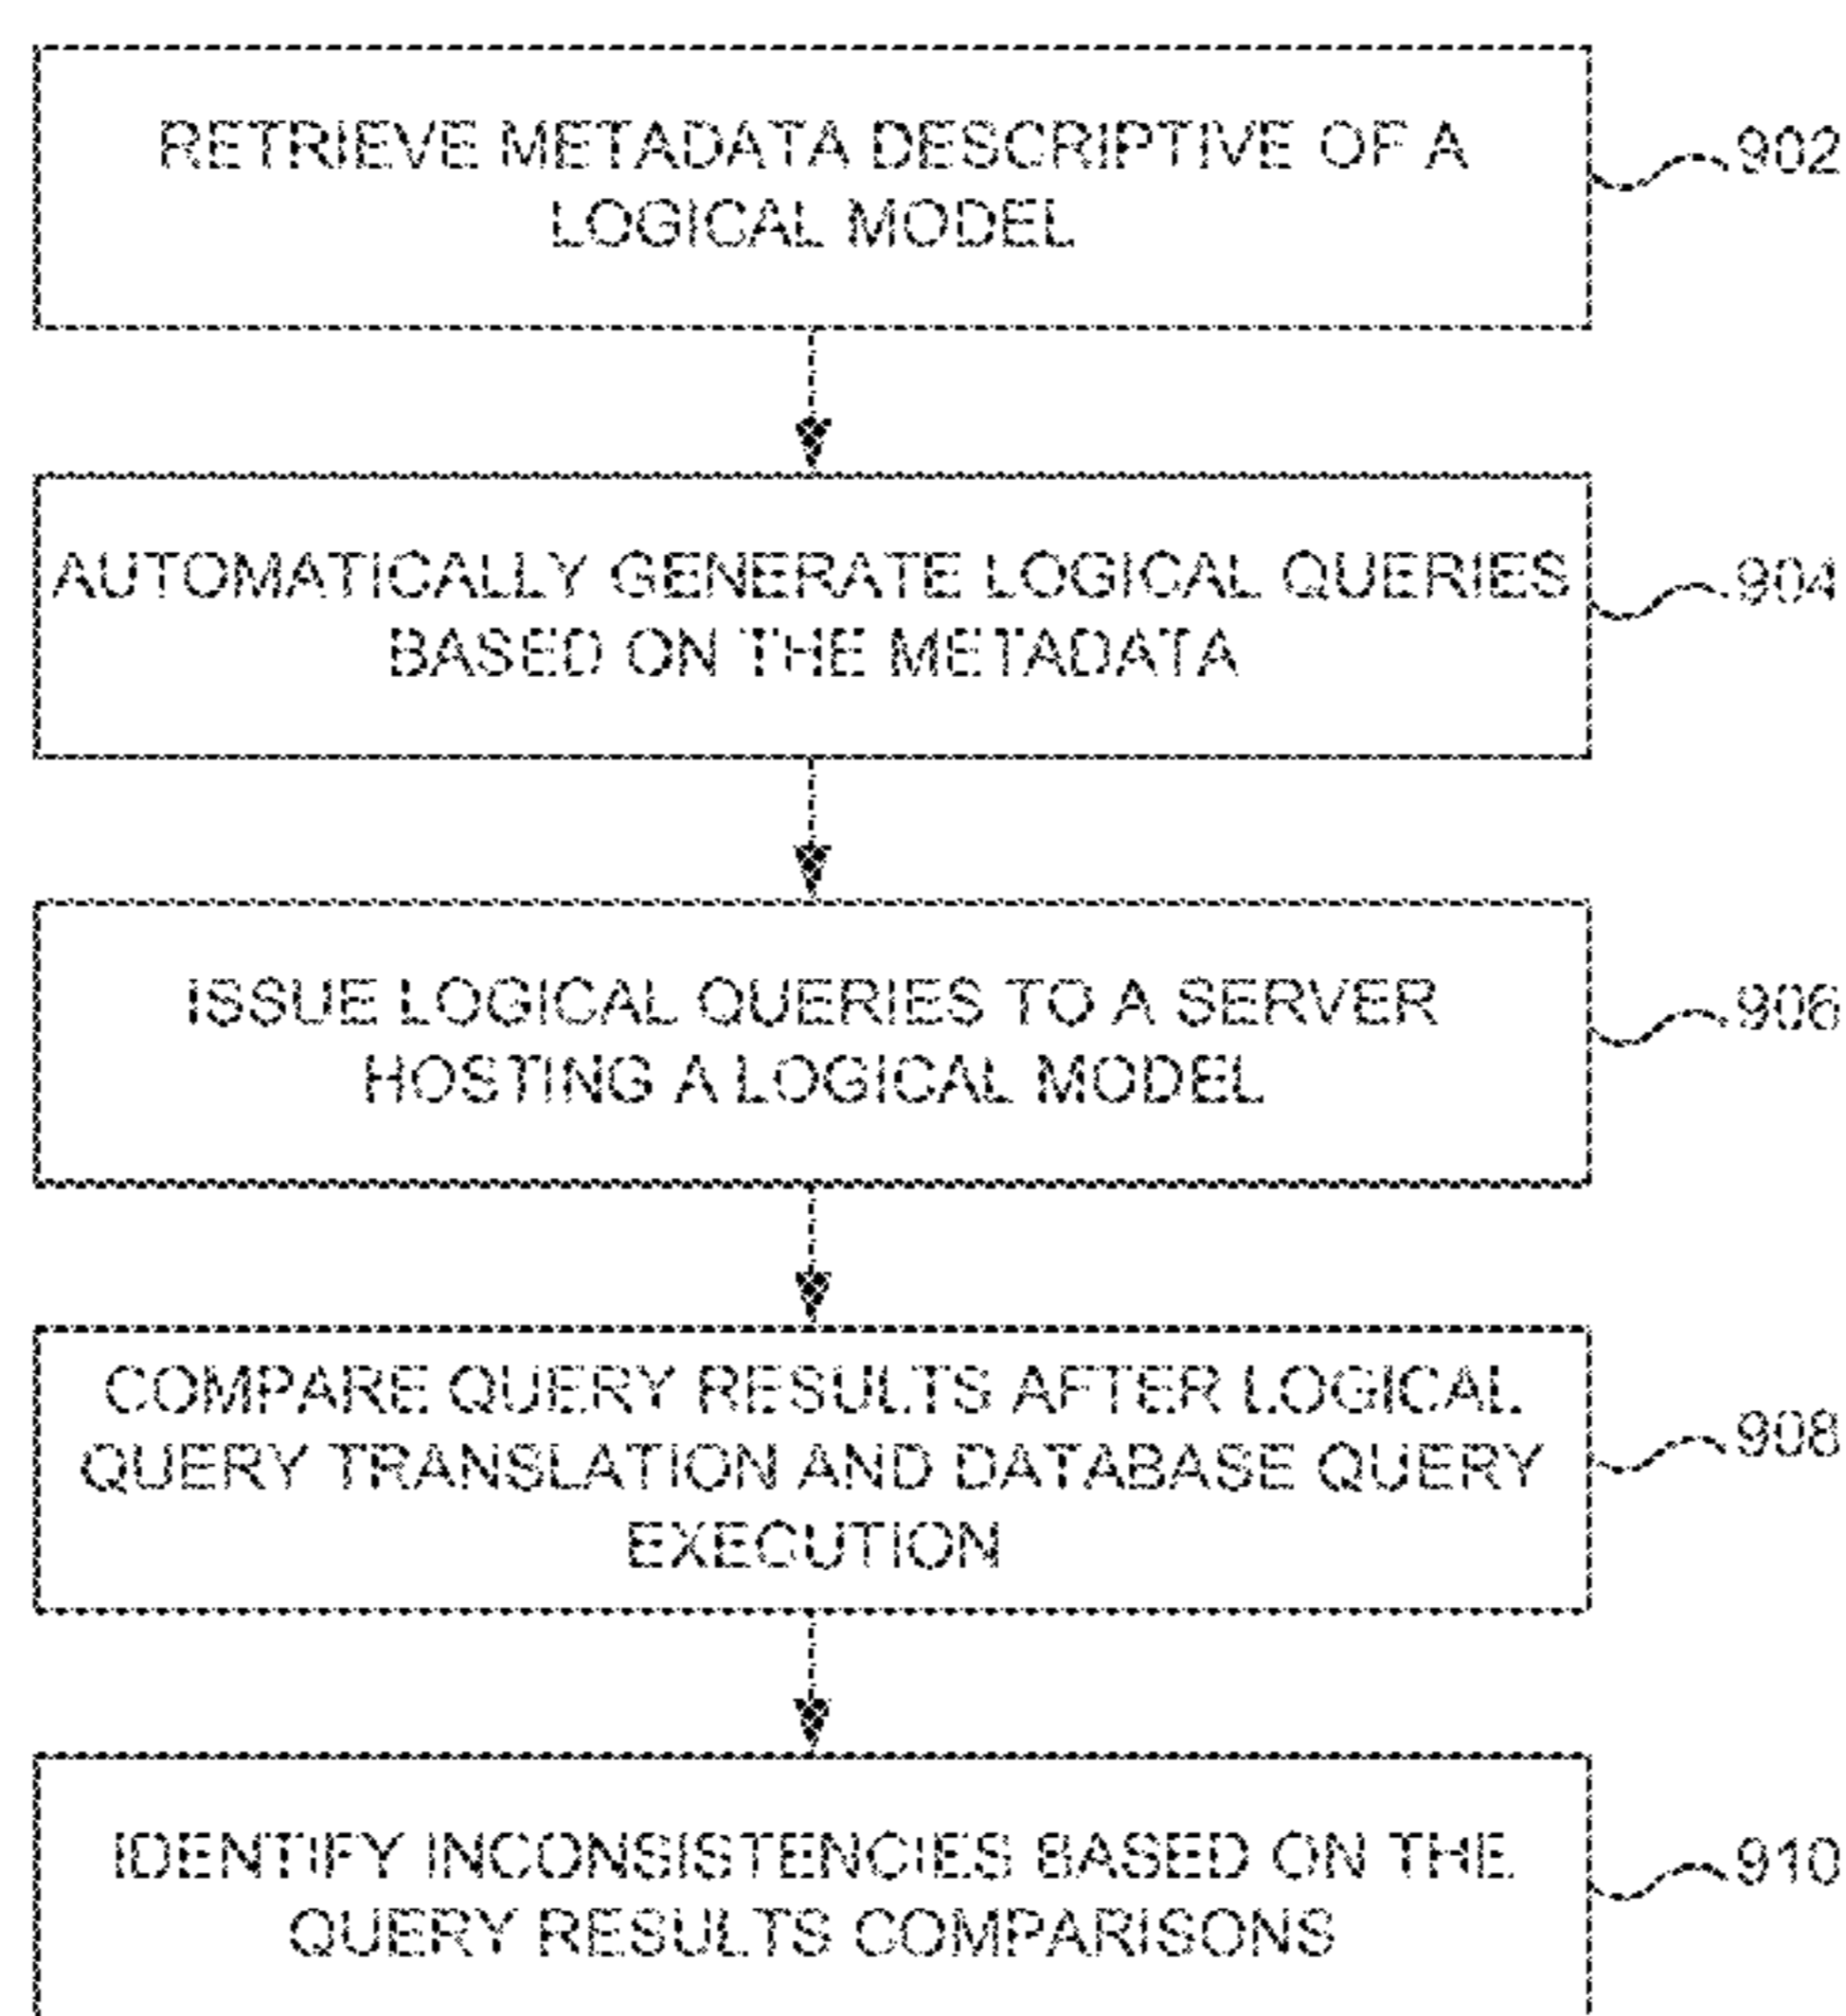 RETRIEVE METADATA DESCRIPTIVE OF A
LOGICAL MODEL
902
AUTOMATICALLY GENERATE LOGICAL QUERIES
BASED ON THE METADATA
904
ISSUE LOGICAL QUERIES TO A SERVER
HOSTING A LOGICAL MODEL
906
COMPARE QUERY RESULTS AFTER LOGICAL
QUERY TRANSLATION AND DATABASE QUERY
EXECUTION
908
IDENTIFY INCONSISTENCIES BASED ON THE
QUERY RESULTS COMPARISONS
910